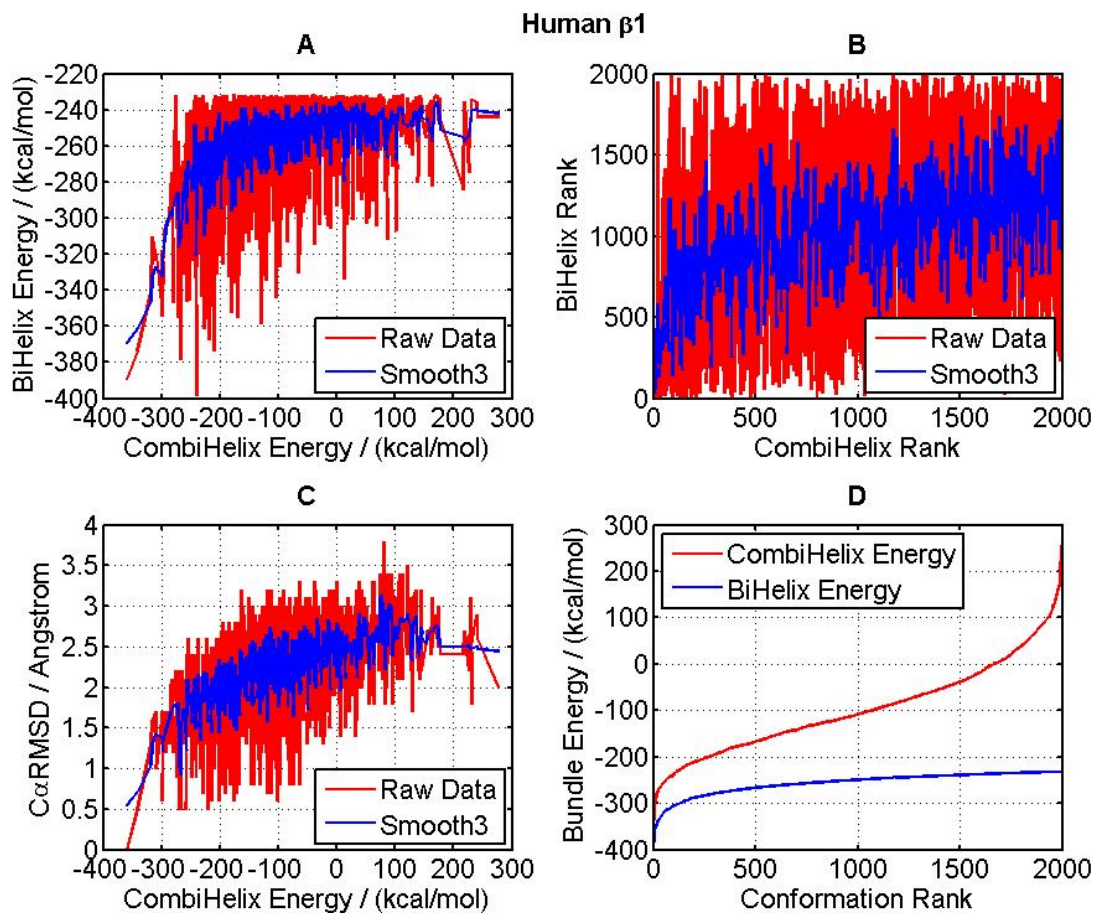 Human β1
A
BiHelix Energy / (kcal/mol)
-220
-240
-260
-280
-300
-320
-340
-360
-380
-400
-400 -300 -200 -100 0 100 200 300
CombiHelix Energy / (kcal/mol)
Raw Data
Smooth3
B
BiHelix Rank
2000
1500
1000
500
0
0 500 1000 1500 2000
CombiHelix Rank
Raw Data
Smooth3
C
CαRMSD / Angstrom
4
3.5
3
2.5
2
1.5
1
0.5
0
-400 -300 -200 -100 0 100 200 300
CombiHelix Energy / (kcal/mol)
Raw Data
Smooth3
D
Bundle Energy / (kcal/mol)
300
200
100
0
-100
-200
-300
-400
0 500 1000 1500 2000
Conformation Rank
CombiHelix Energy
BiHelix Energy